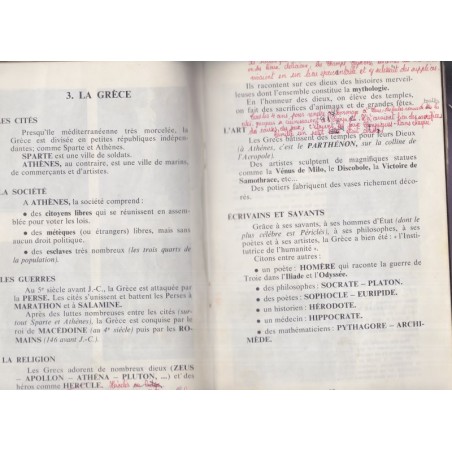 3. LA GRÈCE
LES CITÉS
Presqu'île méditerranéenne très morcelée, la
Grèce est divisée en petites républiques indépen-
dantes; comme Sparte et Athènes.
SPARTE est une ville de soldats.
ATHÈNES, au contraire, est une ville de marins,
de commerçants et d'artistes.
LA SOCIÉTÉ
A ATHÈNES, la société comprend :
● des citoyens libres qui se réunissent en assem-
blée pour voter les lois.
● des métèques (ou étrangers) libres, mais sans
aucun droit politique.
● des esclaves très nombreux (les trois quarts de
la population).
LES GUERRES
Au 5e siècle avant J.-C., la Grèce est attaquée par
la PERSE. Les cités s'unissent et battent les Perses à
MARATHON et à SALAMINE.
Après des luttes nombreuses entre les cités (sur-
tout Sparte et Athènes), la Grèce est conquise par le
roi de MACÉDOINE (au 4e siècle) puis par les RO-
MAINS (146 avant J.-C.).
LA RELIGION
Les Grecs adorent de nombreux dieux (ZEUS
- APOLLON - ATHÉNA - PLUTON, ...) et des
héros comme HERCULE.
Ils racontent sur ces dieux des histoires merveil-
leuses dont l'ensemble constitue la mythologie.
En l'honneur des dieux, on élève des temples,
on fait des sacrifices d'animaux et de grandes fêtes.
L'ART
Les Grecs bâtissent des temples pour leurs Dieux
(à Athènes, c'est le PARTHÉNON, sur la colline de
l'Acropole).
Des artistes sculptent de magnifiques statues
comme la Vénus de Milo, le Discobole, la Victoire de
Samothrace, etc...
Des potiers fabriquent des vases richement déco-
rés.
ÉCRIVAINS ET SAVANTS
Grâce à ses savants, à ses hommes d'État (dont le
plus célèbre est Périclès), à ses philosophes, à ses
poètes et à ses artistes, la Grèce a bien été : « l'Insti-
tutrice de l'humanité ».
Citons entre autres :
● un poète : HOMÈRE qui raconte la guerre de
Troie dans l'Iliade et l'Odyssée.
● des philosophes ; SOCRATE - PLATON.
● des poètes : SOPHOCLE - EURIPIDE.
● un historien : HÉRODOTE.
● un médecin : HIPPOCRATE.
● des mathématiciens : PYTHAGORE - ARCHI-
MÈDE.